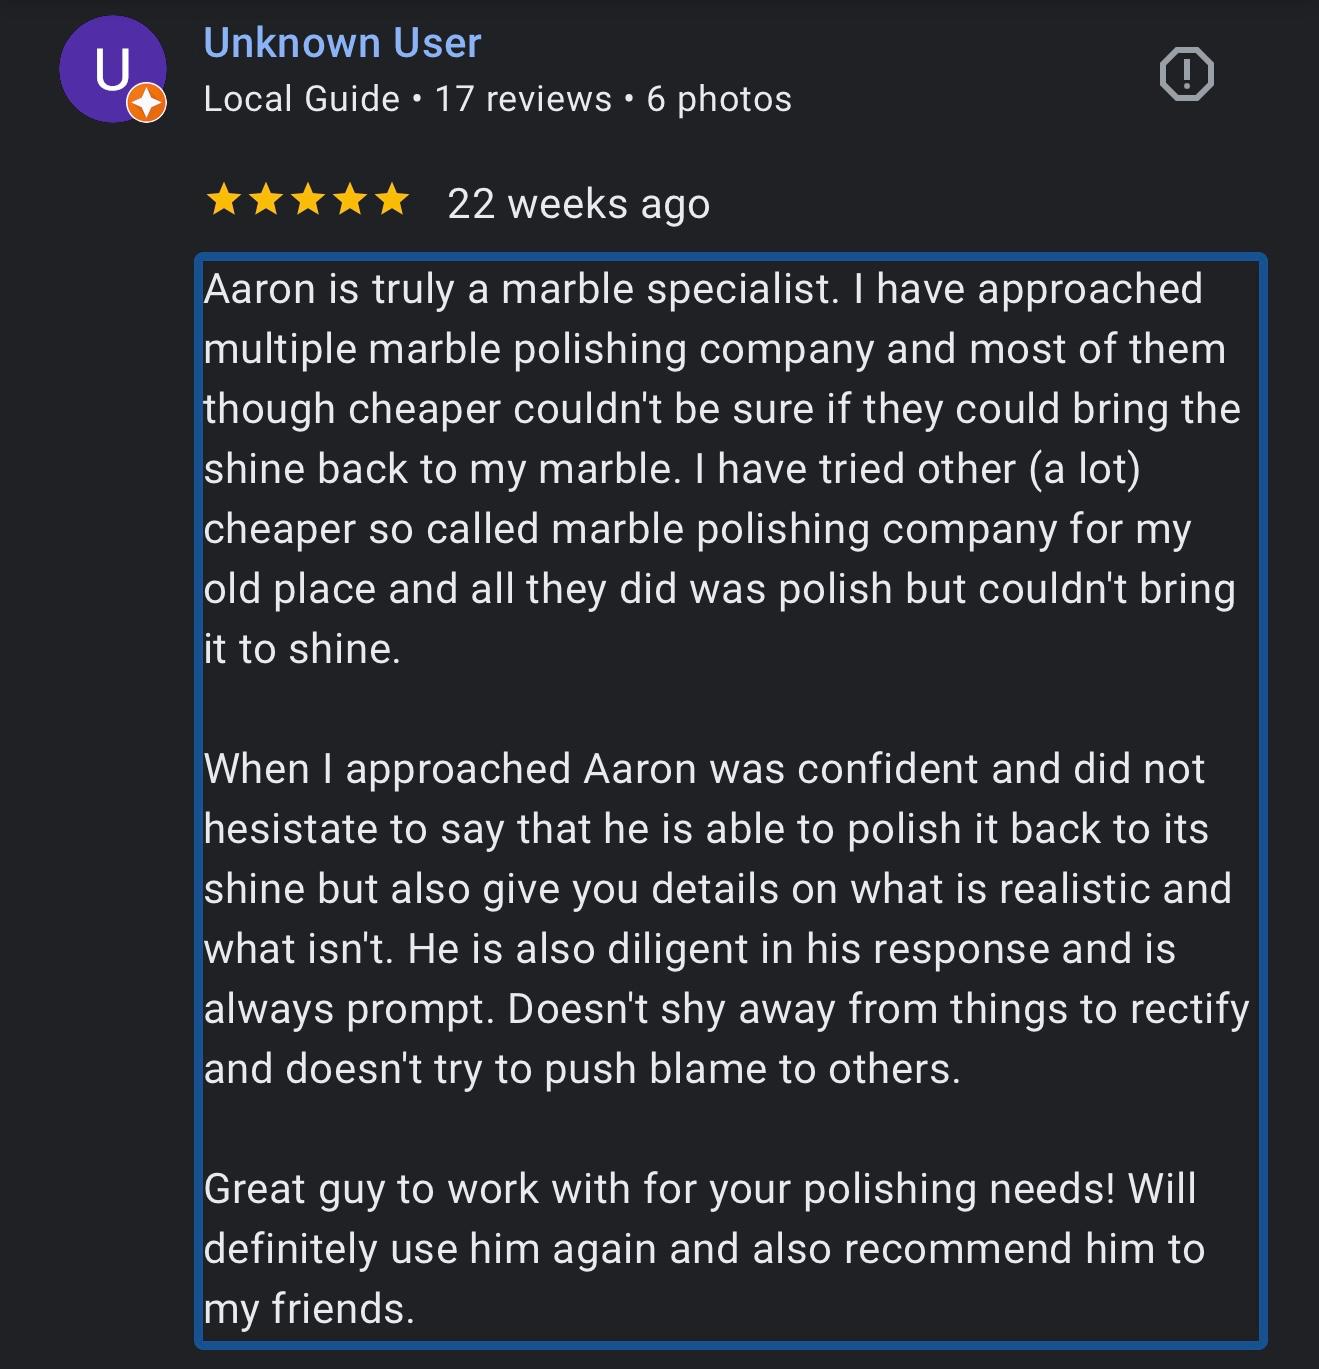 U
Unknown User
Local Guide • 17 reviews • 6 photos
22 weeks ago
Aaron is truly a marble specialist. I have approached
multiple marble polishing company and most of them
though cheaper couldn't be sure if they could bring the
shine back to my marble. I have tried other (a lot)
cheaper so called marble polishing company for my
old place and all they did was polish but couldn't bring
it to shine.
When I approached Aaron was confident and did not
hesistate to say that he is able to polish it back to its
shine but also give you details on what is realistic and
what isn't. He is also diligent in his response and is
always prompt. Doesn't shy away from things to rectify
and doesn't try to push blame to others.
Great guy to work with for your polishing needs! Will
definitely use him again and also recommend him to
my friends.